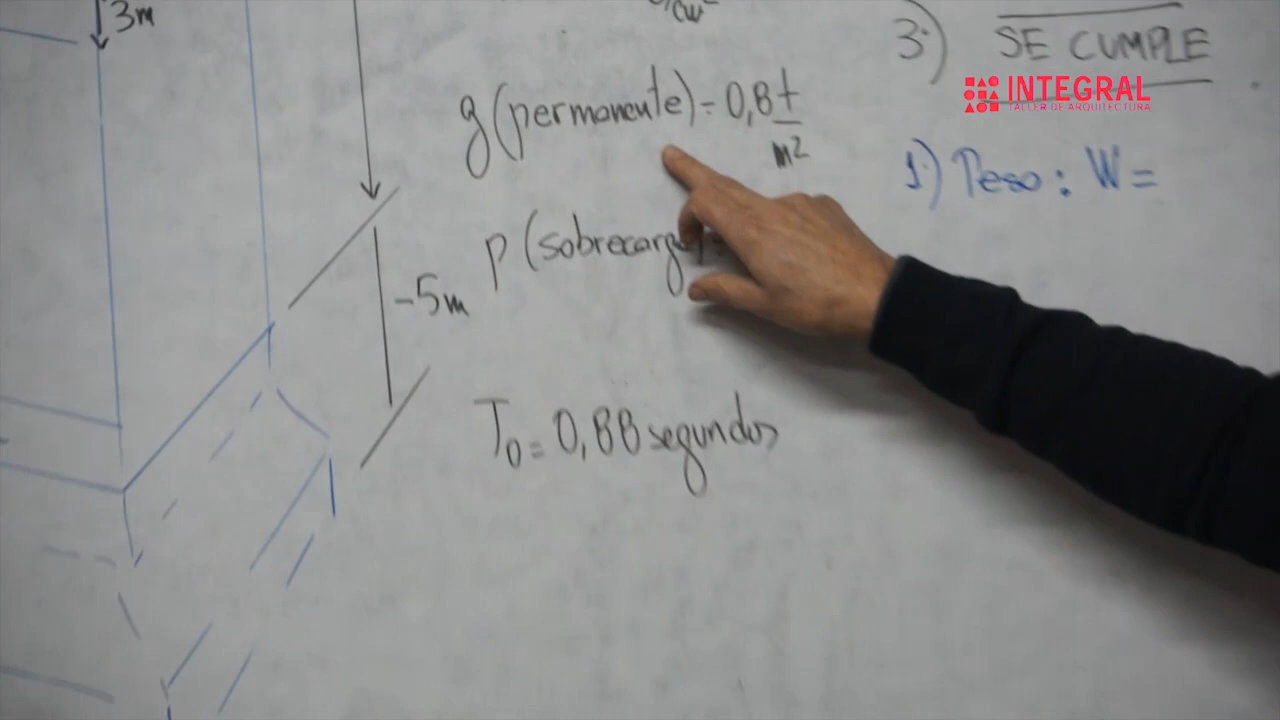 3m
g (permanente) = 0,8 t/m²
p (sobrecarga)
-5m
T₀ = 0,88 segundos
3.) SE CUMPLE
INTEGRAL
TALLER DE ARQUITECTURA
1.) Peso: W =